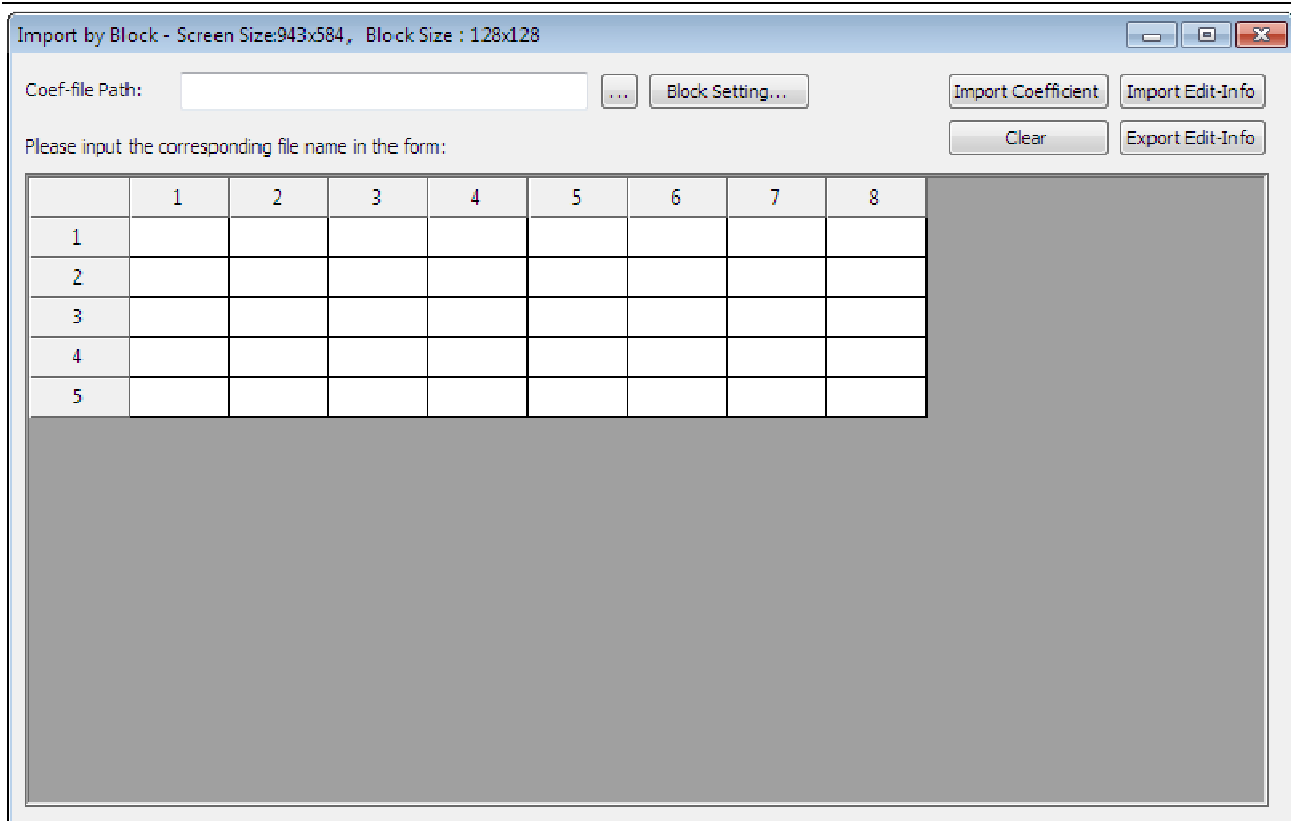 Import by Block - Screen Size:943x584, Block Size : 128x128
Coef-file Path: ... Block Setting... Import Coefficient Import Edit-Info
Clear Export Edit-Info
Please input the corresponding file name in the form:
1 2 3 4 5 6 7 8
1
2
3
4
5